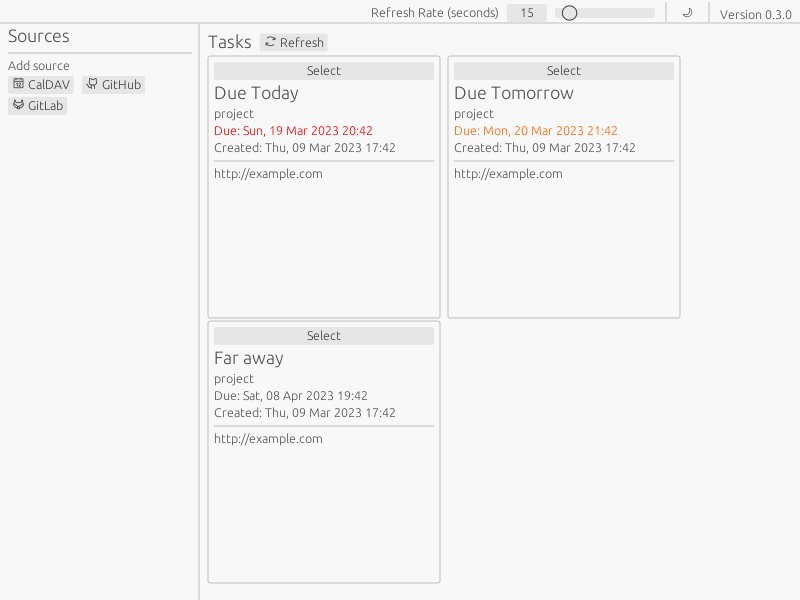 Refresh Rate (seconds) 15 Version 0.3.0
Sources
Add source
CalDAV GitHub
GitLab
Tasks Refresh
Select
Due Today
project
Due: Sun, 19 Mar 2023 20:42
Created: Thu, 09 Mar 2023 17:42
http://example.com
Select
Due Tomorrow
project
Due: Mon, 20 Mar 2023 21:42
Created: Thu, 09 Mar 2023 17:42
http://example.com
Select
Far away
project
Due: Sat, 08 Apr 2023 19:42
Created: Thu, 09 Mar 2023 17:42
http://example.com